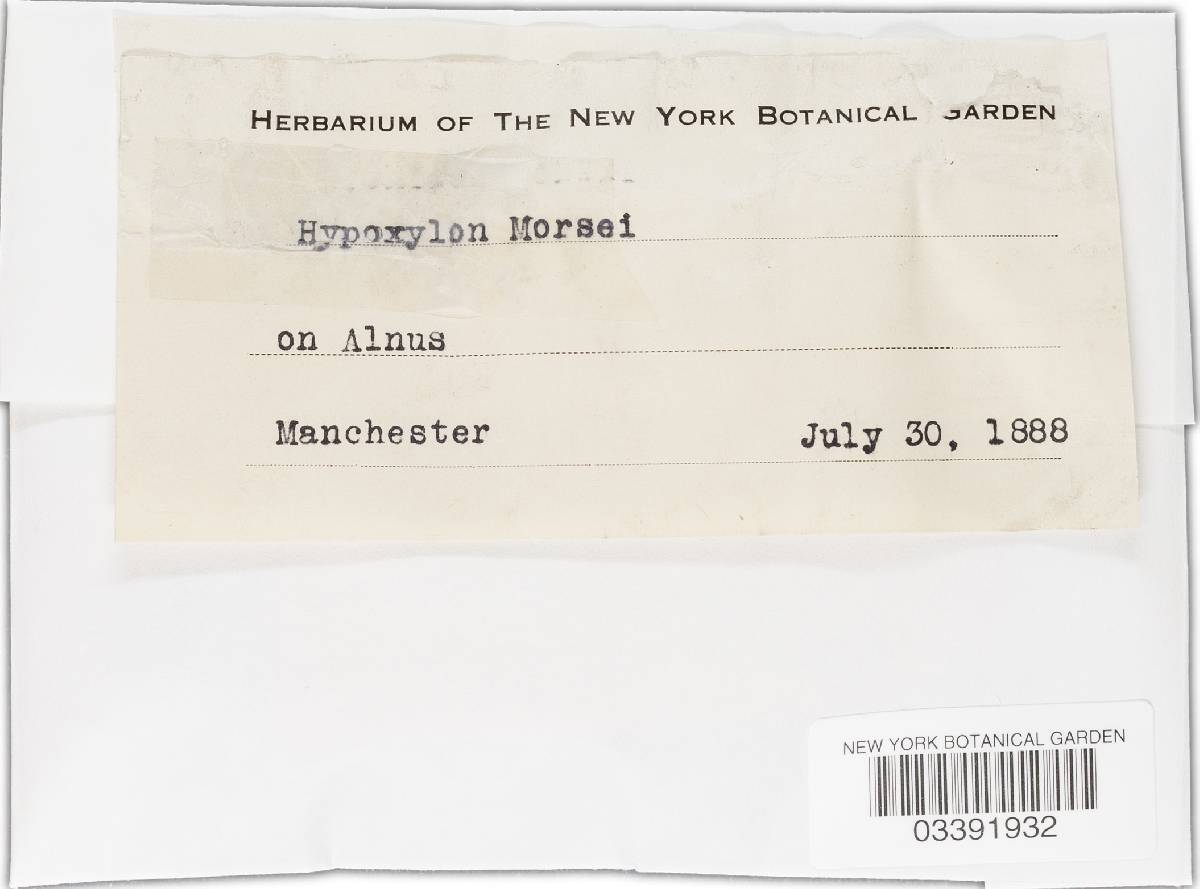 HERBARIUM OF THE NEW YORK BOTANICAL GARDEN
Hypoxylon Morsei
on Alnus
Manchester July 30, 1888
NEW YORK BOTANICAL GARDEN
03391932